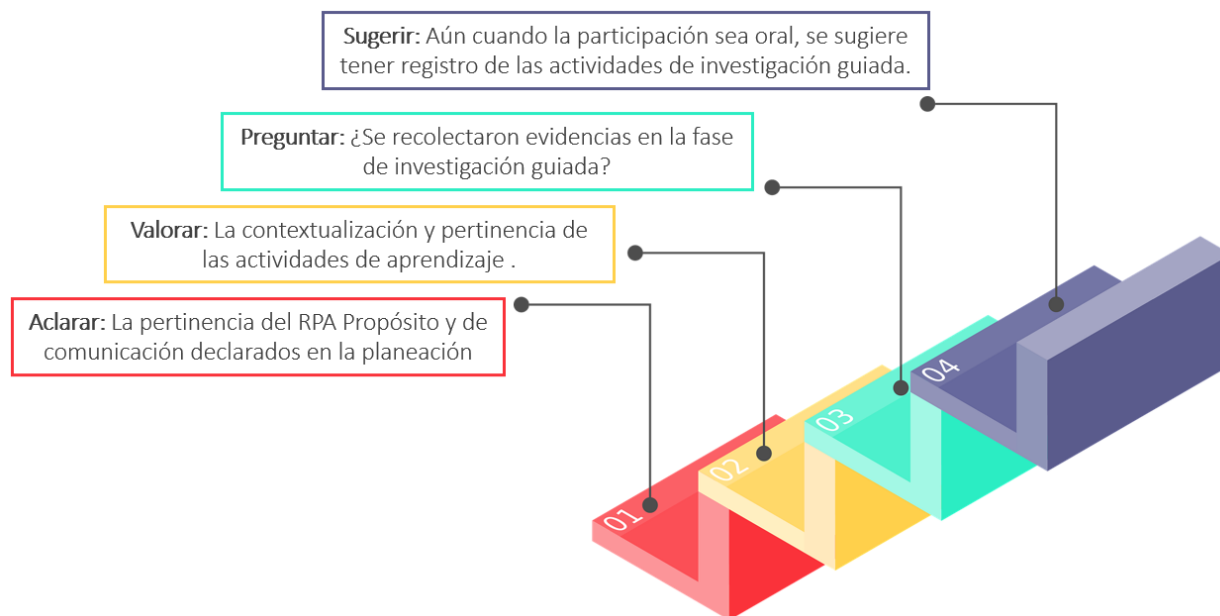 Sugerir: Aún cuando la participación sea oral, se sugiere
tener registro de las actividades de investigación guiada.
Preguntar: ¿Se recolectaron evidencias en la fase
de investigación guiada?
Valorar: La contextualización y pertinencia de
las actividades de aprendizaje .
Aclarar: La pertinencia del RPA Propósito y de
comunicación declarados en la planeación
04
03
02
01